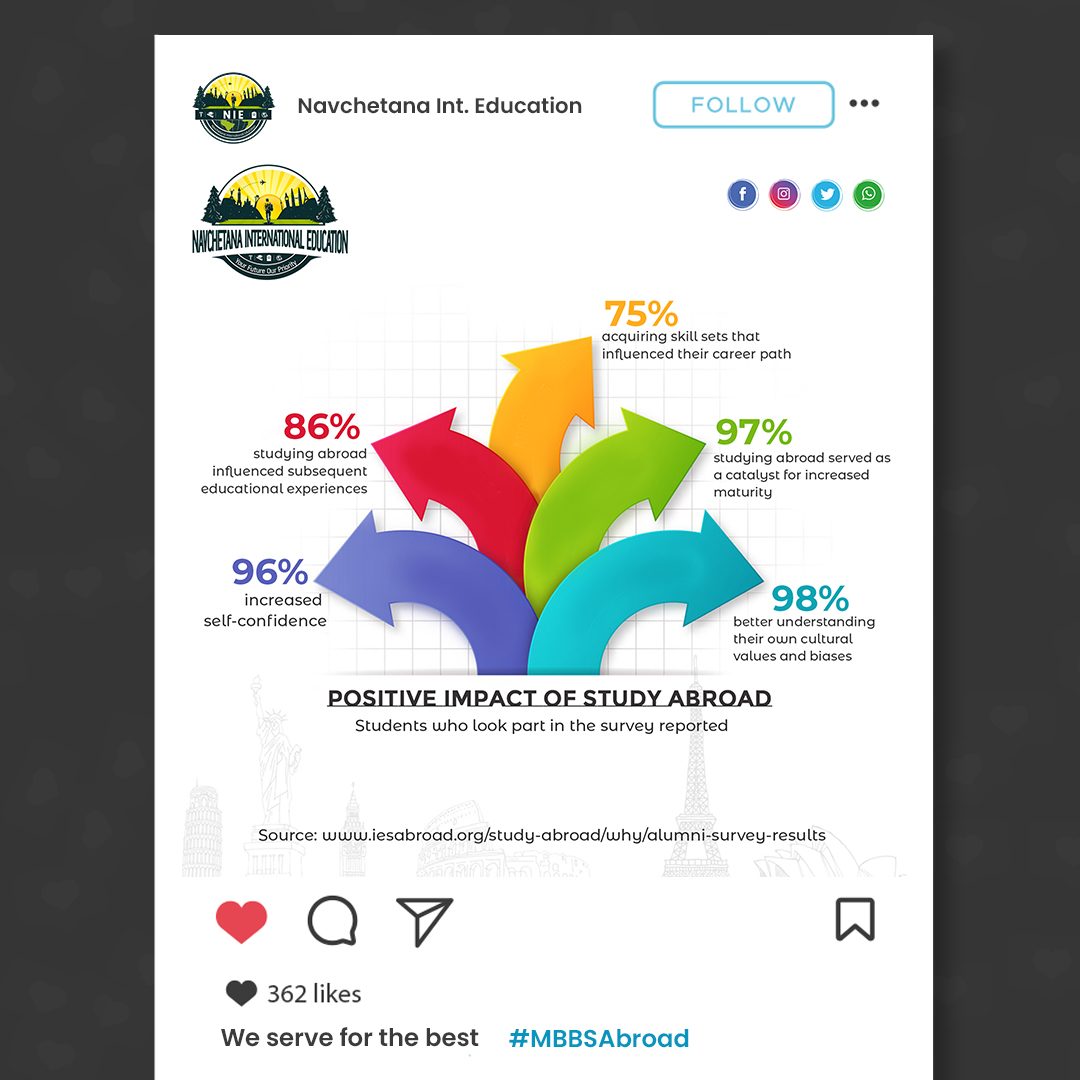 NIE
Navchetana Int. Education
FOLLOW
NAVCHETANA INTERNATIONAL EDUCATION
Your Future Our Priority
75%
acquiring skill sets that
influenced their career path
86%
studying abroad
influenced subsequent
educational experiences
97%
studying abroad served as
a catalyst for increased
maturity
96%
increased
self-confidence
98%
better understanding
their own cultural
values and biases
POSITIVE IMPACT OF STUDY ABROAD
Students who look part in the survey reported
Source: www.iesabroad.org/study-abroad/why/alumni-survey-results
362 likes
We serve for the best #MBBSAbroad